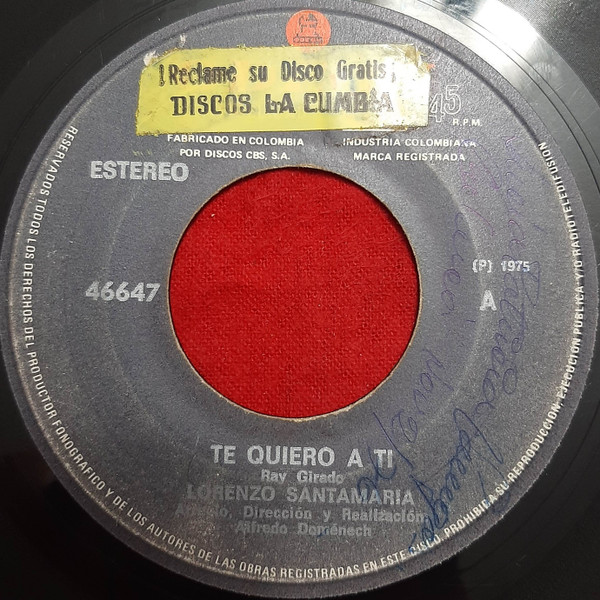 ¡Reclame su Disco Gratis!
DISCOS LA CUMBIA
45
R.P.M.
FABRICADO EN COLOMBIA
POR DISCOS CBS, S.A.
INDUSTRIA COLOMBIANA
MARCA REGISTRADA
ESTEREO
46647
(P) 1975
A
TE QUIERO A TI
Ray Girado
LORENZO SANTAMARIA
Arreglo, Dirección y Realización
Alfredo Doménech
RESERVADOS TODOS LOS DERECHOS DEL PRODUCTOR FONOGRAFICO Y DE LOS AUTORES DE LAS OBRAS REGISTRADAS EN ESTE DISCO. PROHIBIDA SU REPRODUCCION, EJECUCION PUBLICA Y/O RADIOTELEDIFUSION